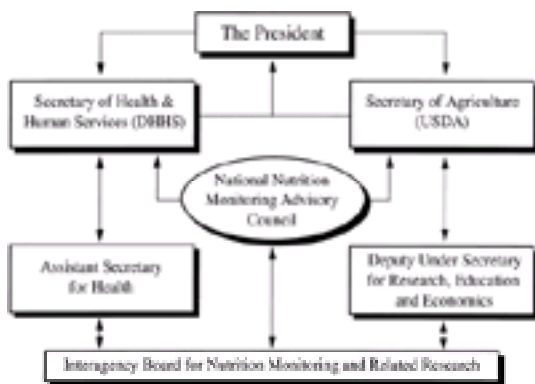 The President
Secretary of Health &
Human Services (DHHS)
Secretary of Agriculture
(USDA)
National Nutrition
Monitoring Advisory
Council
Assistant Secretary
for Health
Deputy Under Secretary
for Research, Education
and Economics
Interagency Board for Nutrition Monitoring and Related Research